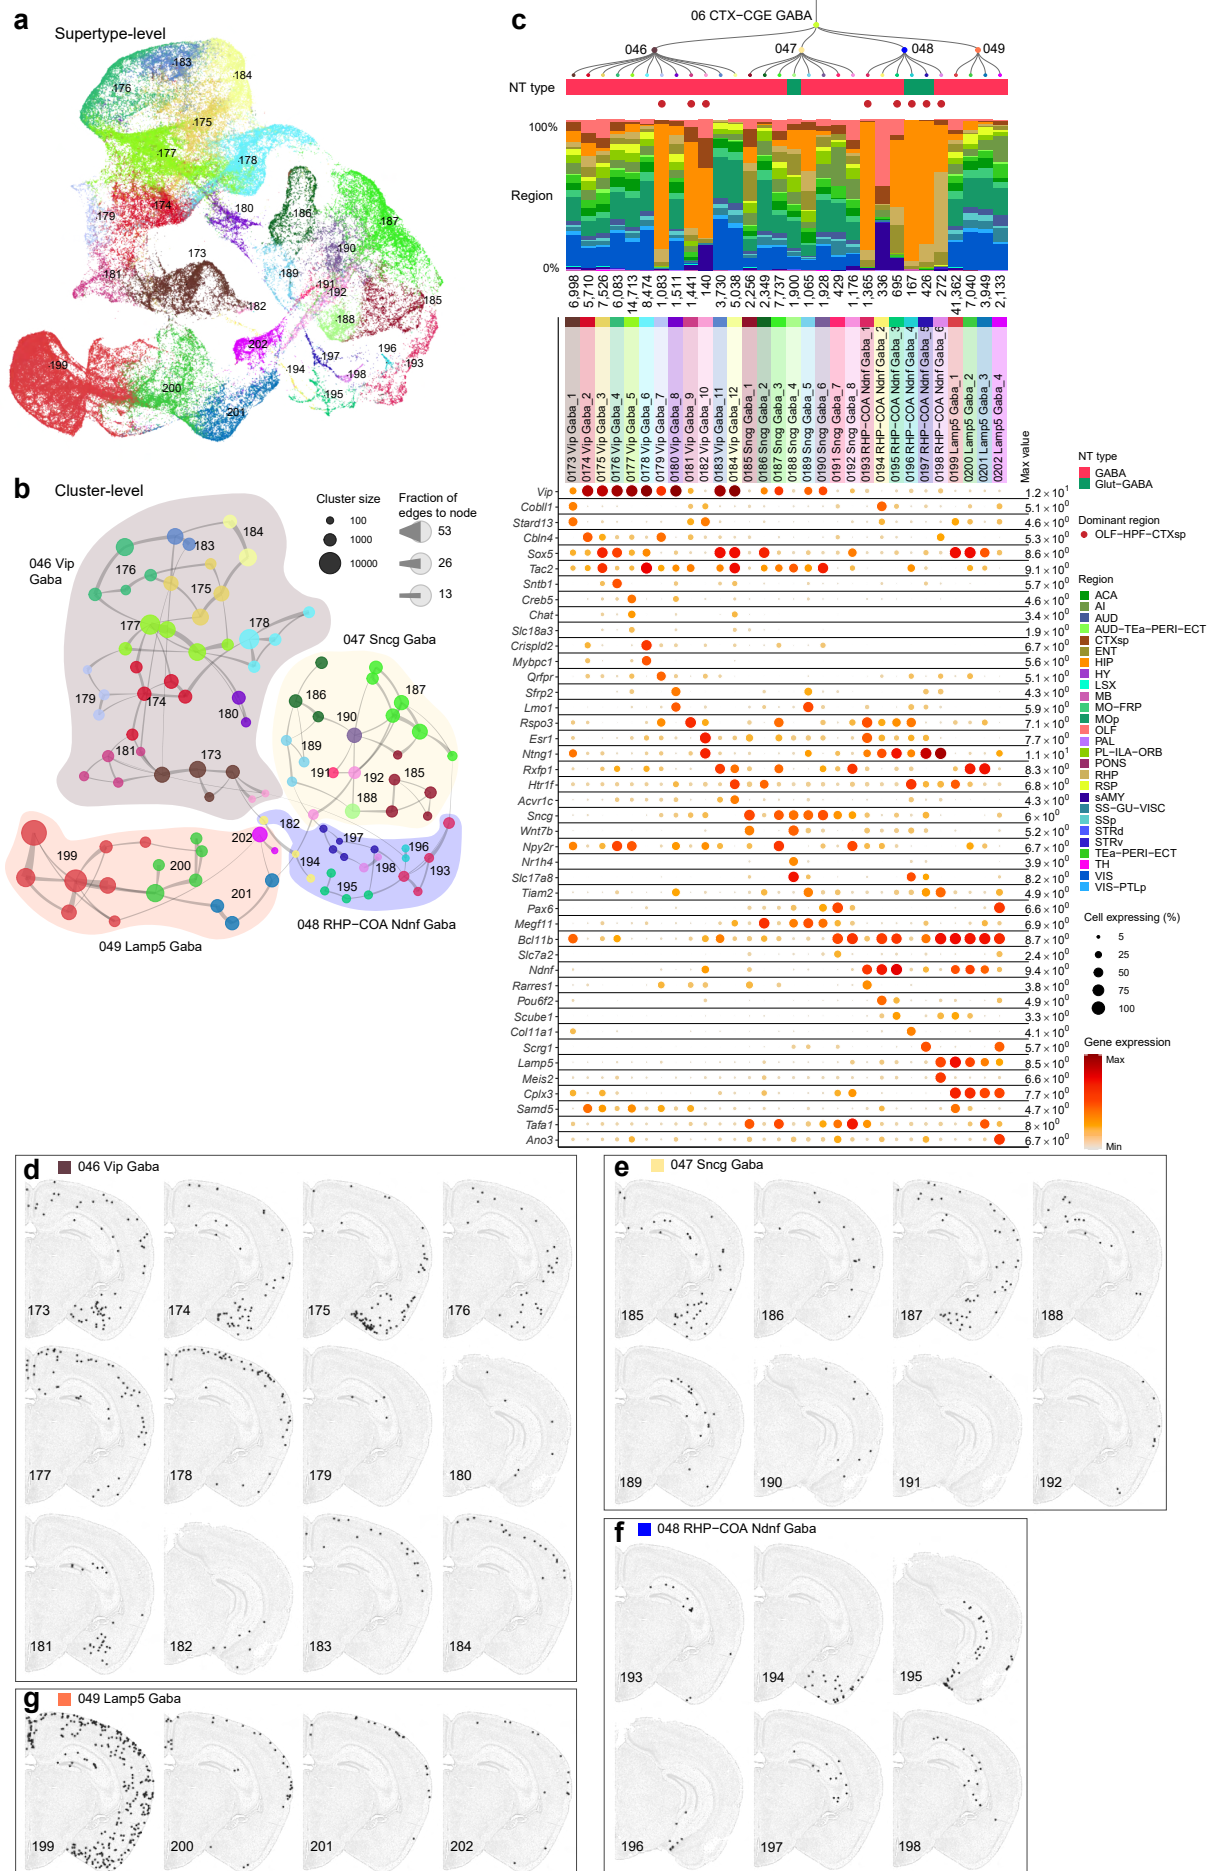 a
Supertype-level
183
184
176
175
177
178
179
174
180
186
187
173
190
189
181
191
192
182
185
188
202
197
196
193
199
200
194
198
195
201
b
Cluster-level
Cluster size
100
1000
10000
Fraction of
edges to node
53
26
13
046 Vip
Gaba
183
184
176
175
177
178
047 Sncg Gaba
186
187
179
174
180
190
189
181
173
191
192
185
188
182
202
197
196
199
200
194
198
193
201
195
048 RHP−COA Ndnf Gaba
049 Lamp5 Gaba
c
06 CTX−CGE GABA
046
047
048
049
NT type
100%
Region
0%
6,998
5,710
7,526
6,083
14,713
8,474
1,083
1,511
1,441
140
3,730
5,038
2,256
2,349
7,737
1,900
1,065
1,928
429
1,176
1,365
336
695
167
426
272
41,362
7,040
3,949
2,133
0173 Vip Gaba_1
0174 Vip Gaba_2
0175 Vip Gaba_3
0176 Vip Gaba_4
0177 Vip Gaba_5
0178 Vip Gaba_6
0179 Vip Gaba_7
0180 Vip Gaba_8
0181 Vip Gaba_9
0182 Vip Gaba_10
0183 Vip Gaba_11
0184 Vip Gaba_12
0185 Sncg Gaba_1
0186 Sncg Gaba_2
0187 Sncg Gaba_3
0188 Sncg Gaba_4
0189 Sncg Gaba_5
0190 Sncg Gaba_6
0191 Sncg Gaba_7
0192 Sncg Gaba_8
0193 RHP−COA Ndnf Gaba_1
0194 RHP−COA Ndnf Gaba_2
0195 RHP−COA Ndnf Gaba_3
0196 RHP−COA Ndnf Gaba_4
0197 RHP−COA Ndnf Gaba_5
0198 RHP−COA Ndnf Gaba_6
0199 Lamp5 Gaba_1
0200 Lamp5 Gaba_2
0201 Lamp5 Gaba_3
0202 Lamp5 Gaba_4
Max value
Vip 1.2 × 10¹
Cobll1 5.1 × 10⁰
Stard13 4.6 × 10⁰
Cbln4 5.3 × 10⁰
Sox5 8.6 × 10⁰
Tac2 9.1 × 10⁰
Sntb1 5.7 × 10⁰
Creb5 4.6 × 10⁰
Chat 3.4 × 10⁰
Slc18a3 1.9 × 10⁰
Crispld2 6.7 × 10⁰
Mybpc1 5.6 × 10⁰
Qrfpr 5.1 × 10⁰
Sfrp2 4.3 × 10⁰
Lmo1 5.9 × 10⁰
Rspo3 7.1 × 10⁰
Esr1 7.7 × 10⁰
Ntng1 1.1 × 10¹
Rxfp1 8.3 × 10⁰
Htr1f 6.8 × 10⁰
Acvr1c 4.3 × 10⁰
Sncg 6 × 10⁰
Wnt7b 5.2 × 10⁰
Npy2r 6.7 × 10⁰
Nr1h4 3.9 × 10⁰
Slc17a8 8.2 × 10⁰
Tiam2 4.9 × 10⁰
Pax6 6.6 × 10⁰
Megf11 6.9 × 10⁰
Bcl11b 8.7 × 10⁰
Slc7a2 2.4 × 10⁰
Ndnf 9.4 × 10⁰
Rarres1 3.8 × 10⁰
Pou6f2 4.9 × 10⁰
Scube1 3.3 × 10⁰
Col11a1 4.1 × 10⁰
Scrg1 5.7 × 10⁰
Lamp5 8.5 × 10⁰
Meis2 6.6 × 10⁰
Cplx3 7.7 × 10⁰
Samd5 4.7 × 10⁰
Tafa1 8 × 10⁰
Ano3 6.7 × 10⁰
NT type
GABA
Glut−GABA
Dominant region
OLF−HPF−CTXsp
Region
ACA
AI
AUD
AUD−TEa−PERI−ECT
CTXsp
ENT
HIP
HY
LSX
MB
MO−FRP
MOp
OLF
PAL
PL−ILA−ORB
PONS
RHP
RSP
sAMY
SS−GU−VISC
SSp
STRd
STRv
TEa−PERI−ECT
TH
VIS
VIS−PTLp
Cell expressing (%)
5
25
50
75
100
Gene expression
Max
Min
d
046 Vip Gaba
173
174
175
176
177
178
179
180
181
182
183
184
e
047 Sncg Gaba
185
186
187
188
189
190
191
192
f
048 RHP−COA Ndnf Gaba
193
194
195
196
197
198
g
049 Lamp5 Gaba
199
200
201
202